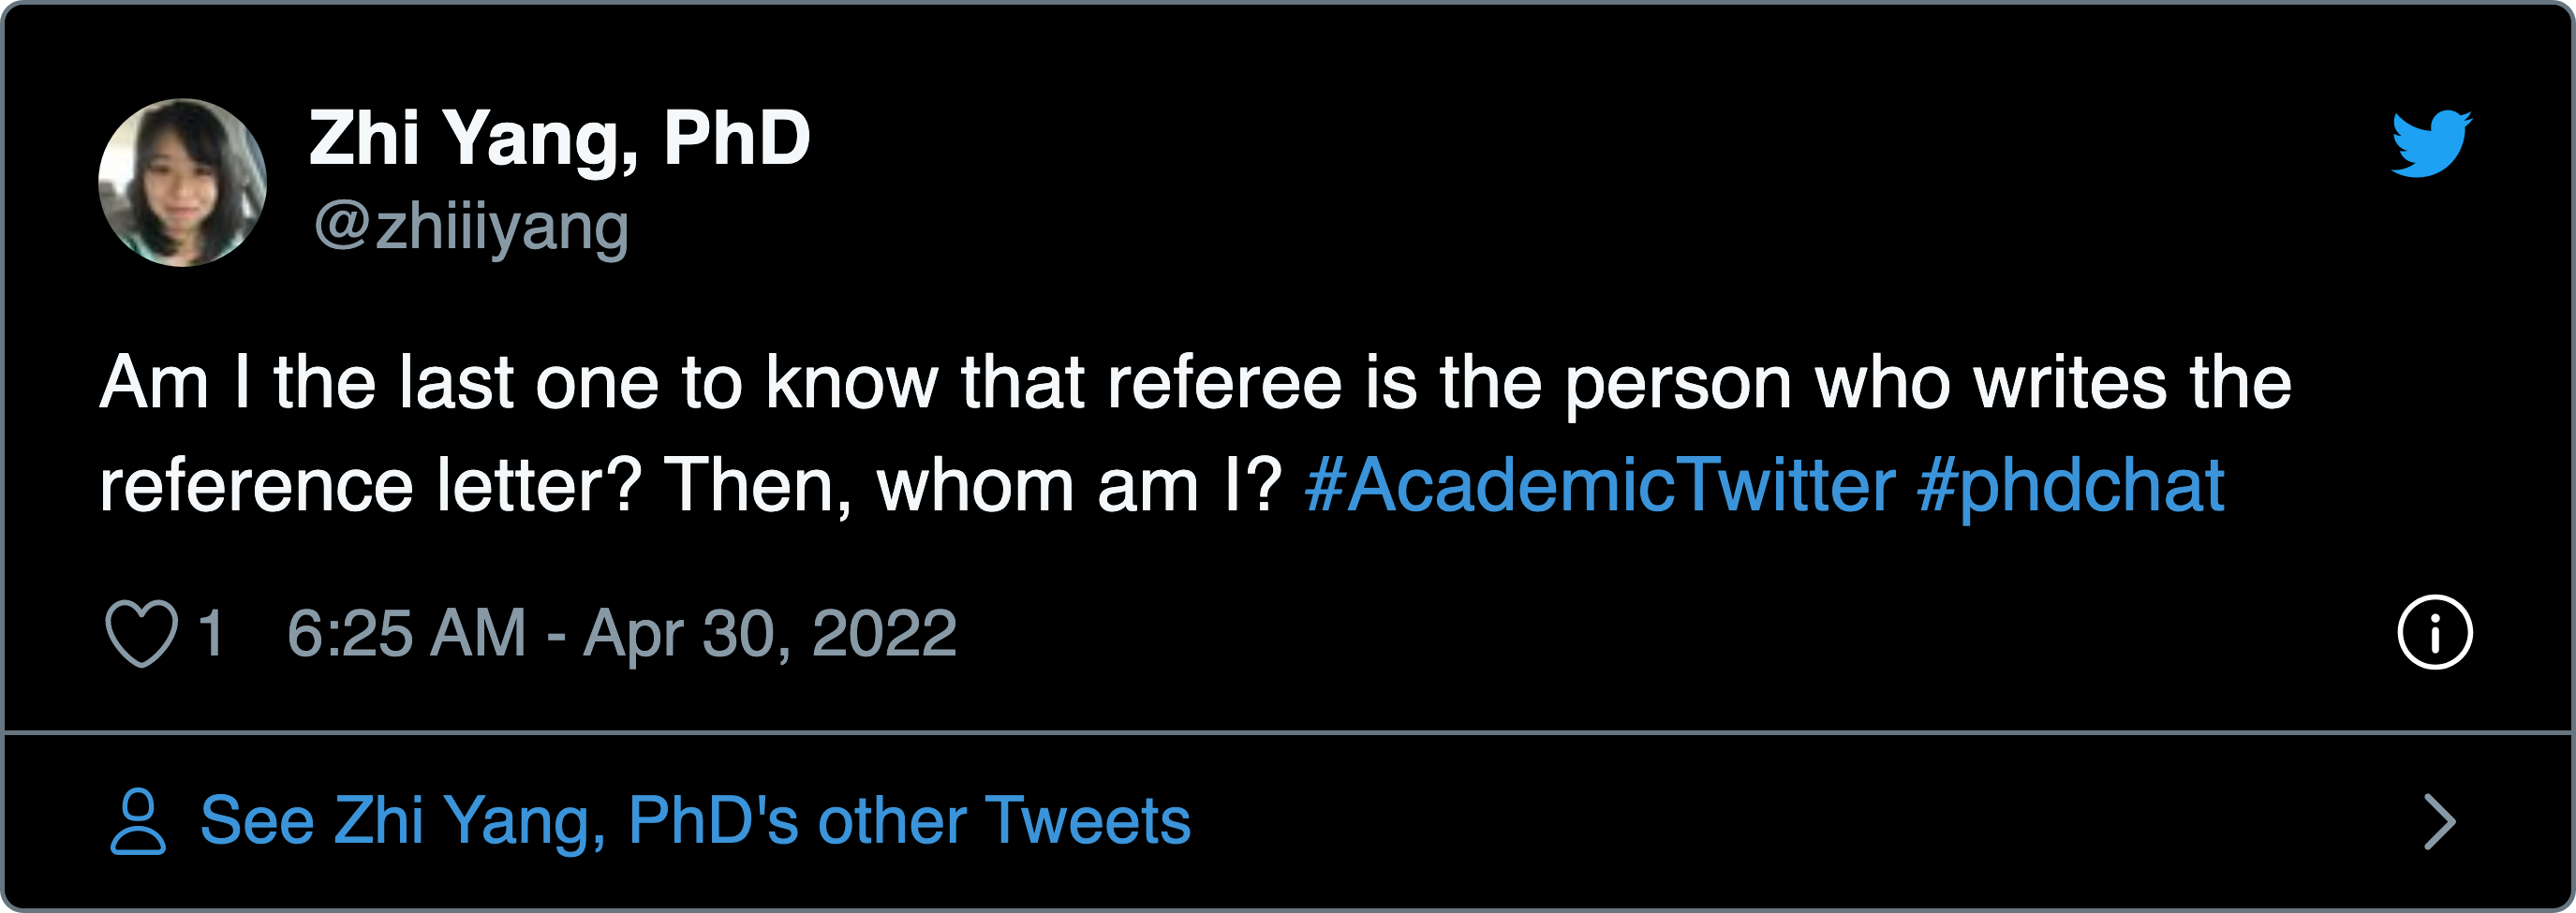 Zhi Yang, PhD
@zhiiiyang
Am I the last one to know that referee is the person who writes the
reference letter? Then, whom am I? #AcademicTwitter #phdchat
1 6:25 AM - Apr 30, 2022
See Zhi Yang, PhD's other Tweets